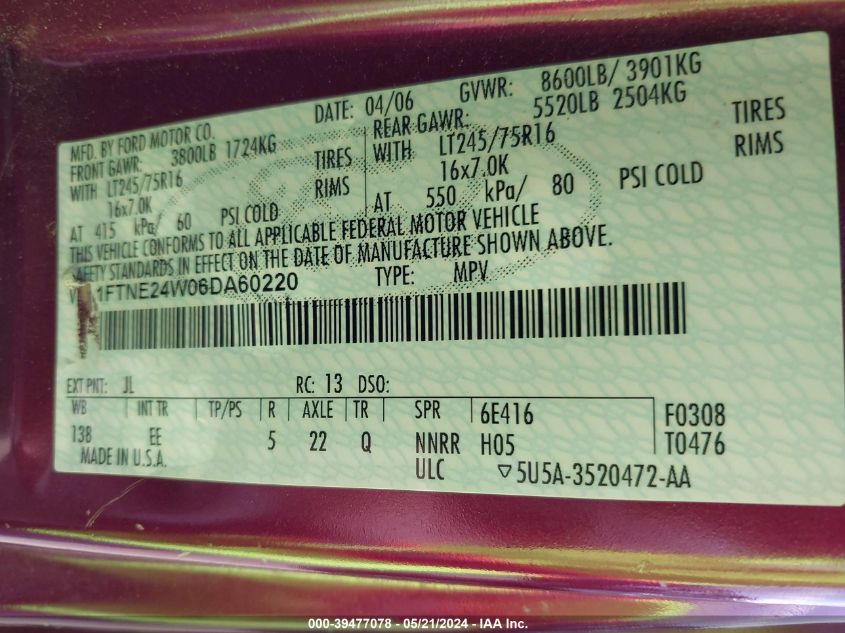 MFD. BY FORD MOTOR CO. DATE: 04/06 GVWR: 8600LB/ 3901KG
FRONT GAWR: 3800LB 1724KG REAR GAWR: 5520LB 2504KG
WITH LT245/75R16 TIRES WITH LT245/75R16 TIRES
16x7.0K RIMS 16x7.0K RIMS
AT 415 kPa/ 60 PSI COLD AT 550 kPa/ 80 PSI COLD
THIS VEHICLE CONFORMS TO ALL APPLICABLE FEDERAL MOTOR VEHICLE
SAFETY STANDARDS IN EFFECT ON THE DATE OF MANUFACTURE SHOWN ABOVE.
1FTNE24W06DA60220 TYPE: MPV
EXT PNT: JL RC: 13 DSO:
WB INT TR TP/PS R AXLE TR SPR 6E416 F0308
138 EE 5 22 Q NNRR H05 T0476
MADE IN U.S.A. ULC ▽5U5A-3520472-AA
000-39477078 - 05/21/2024 - IAA Inc.